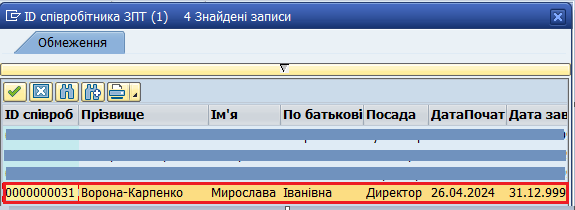 ID співробітника ЗПТ (1) 4 Знайдені записи
Обмеження
ID співроб Прізвище Ім'я По батькові Посада ДатаПочат Дата зав
0000000031 Ворона-Карпенко Мирослава Іванівна Директор 26.04.2024 31.12.999